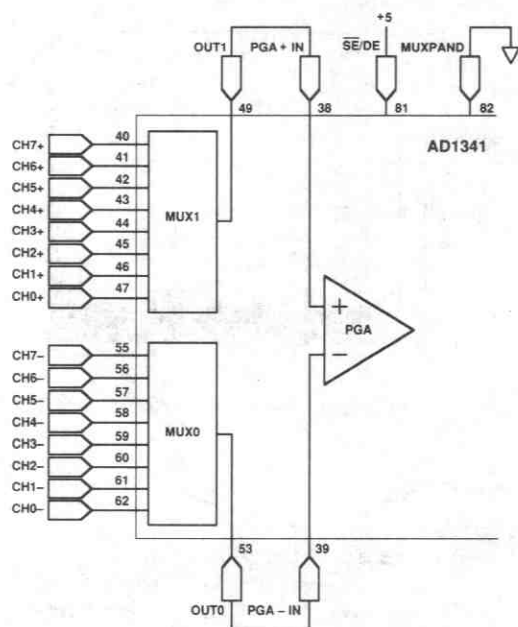 +5
OUT1 PGA + IN SE/DE MUXPAND
49 38 81 82
AD1341
CH7+ 40
CH6+ 41
CH5+ 42
CH4+ 43
CH3+ 44
CH2+ 45
CH1+ 46
CH0+ 47
MUX1
+
PGA
−
CH7− 55
CH6− 56
CH5− 57
CH4− 58
CH3− 59
CH2− 60
CH1− 61
CH0− 62
MUX0
53 39
OUT0 PGA − IN